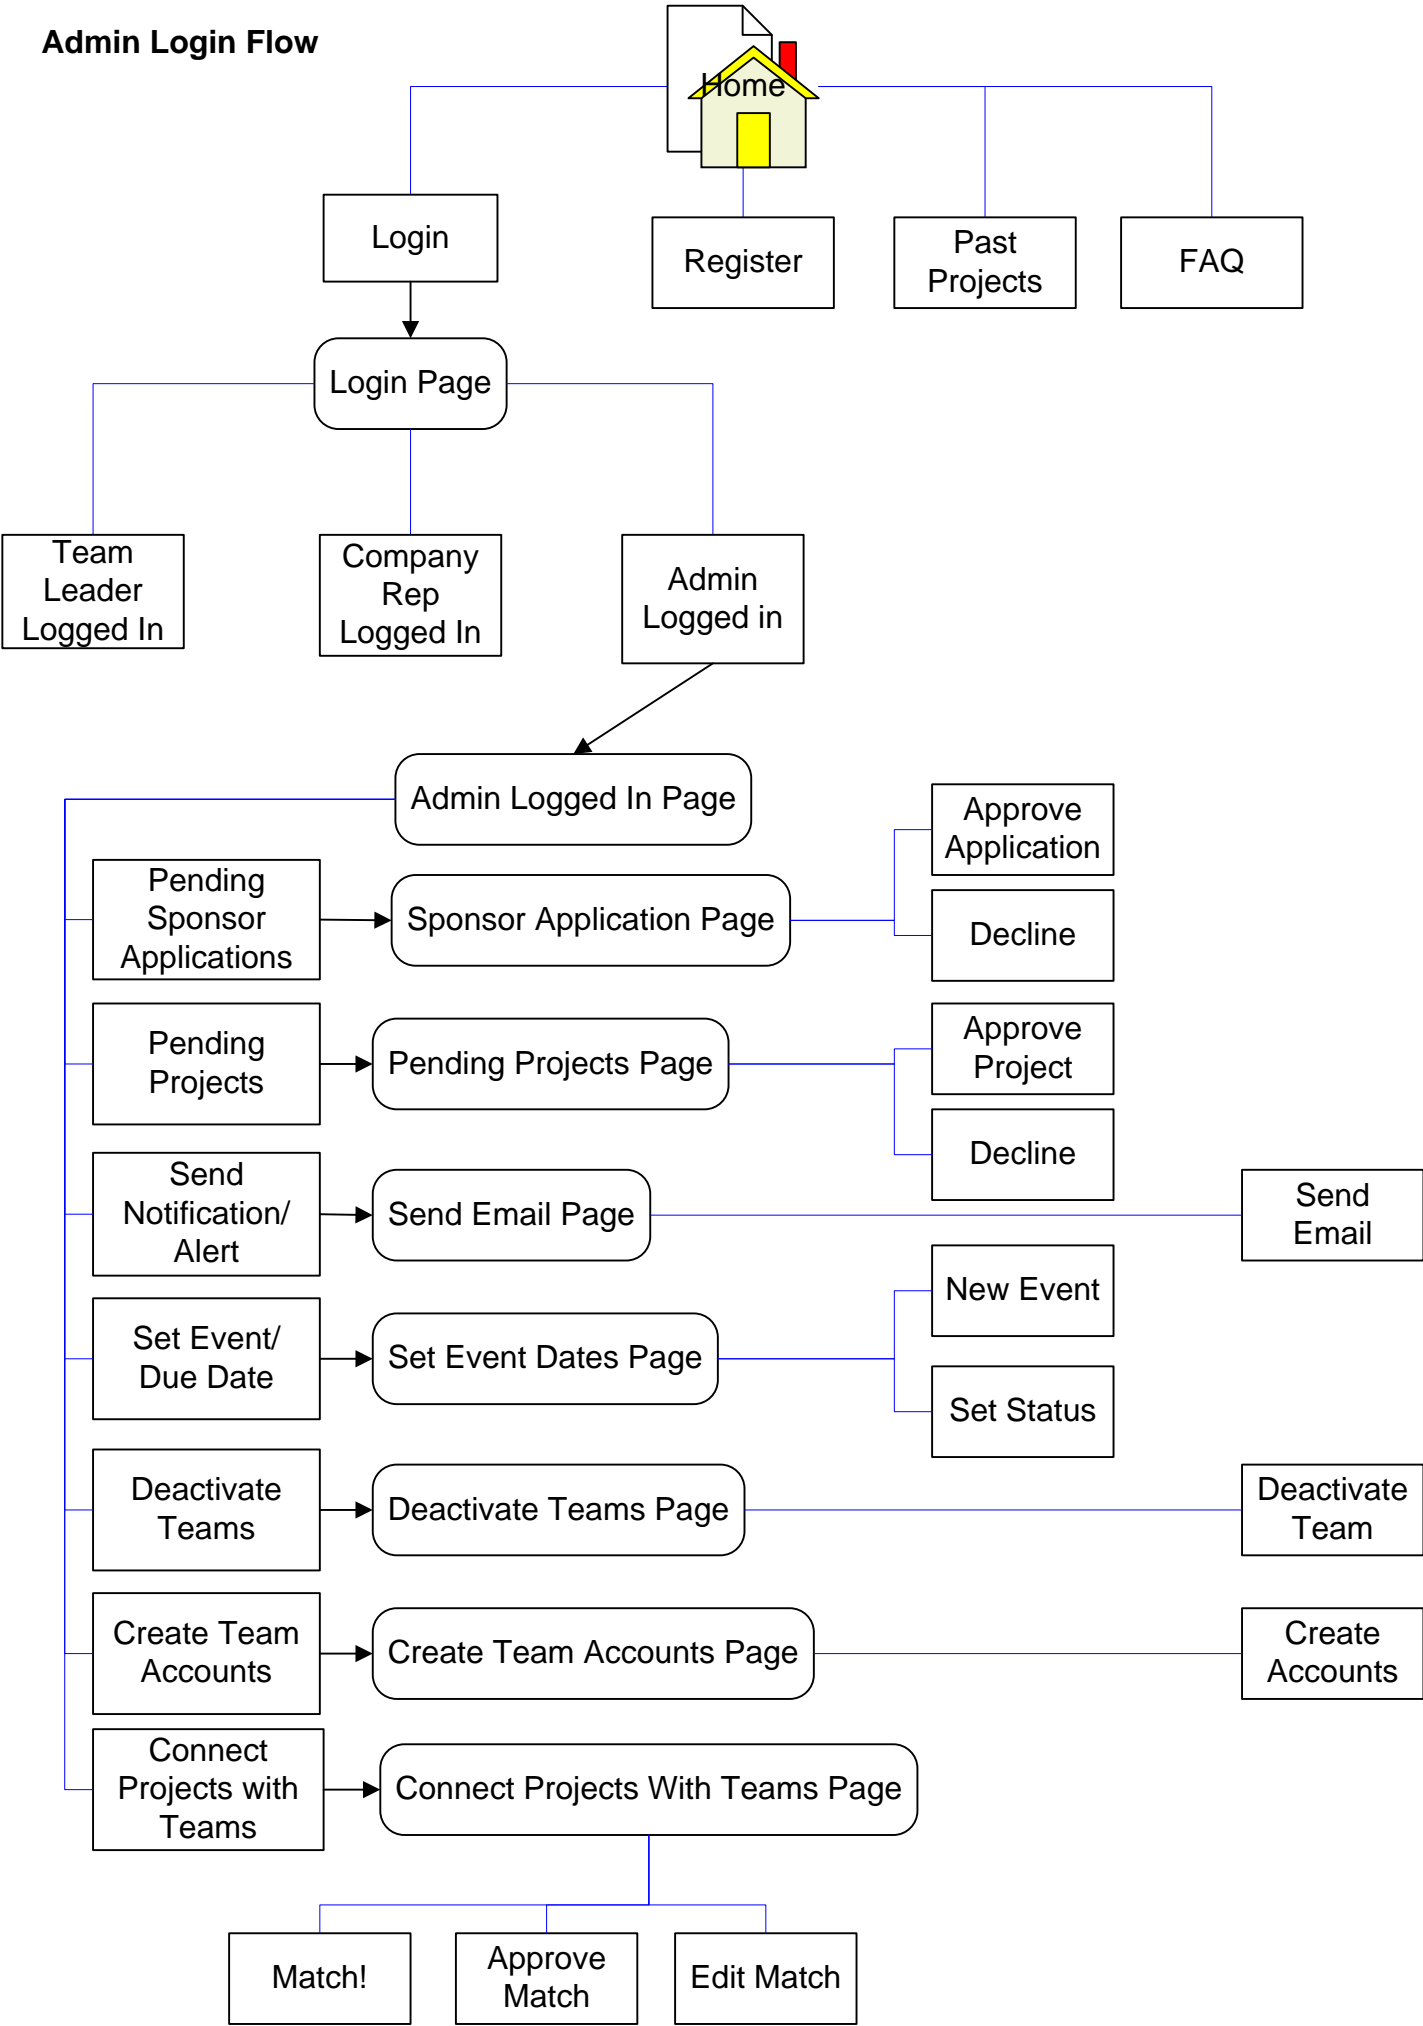 Admin Login Flow
Home
Login
Register
Past
Projects
FAQ
Login Page
Team
Leader
Logged In
Company
Rep
Logged In
Admin
Logged in
Admin Logged In Page
Pending
Sponsor
Applications
Sponsor Application Page
Approve
Application
Decline
Pending
Projects
Pending Projects Page
Approve
Project
Decline
Send
Notification/
Alert
Send Email Page
Send
Email
Set Event/
Due Date
Set Event Dates Page
New Event
Set Status
Deactivate
Teams
Deactivate Teams Page
Deactivate
Team
Create Team
Accounts
Create Team Accounts Page
Create
Accounts
Connect
Projects with
Teams
Connect Projects With Teams Page
Match!
Approve
Match
Edit Match